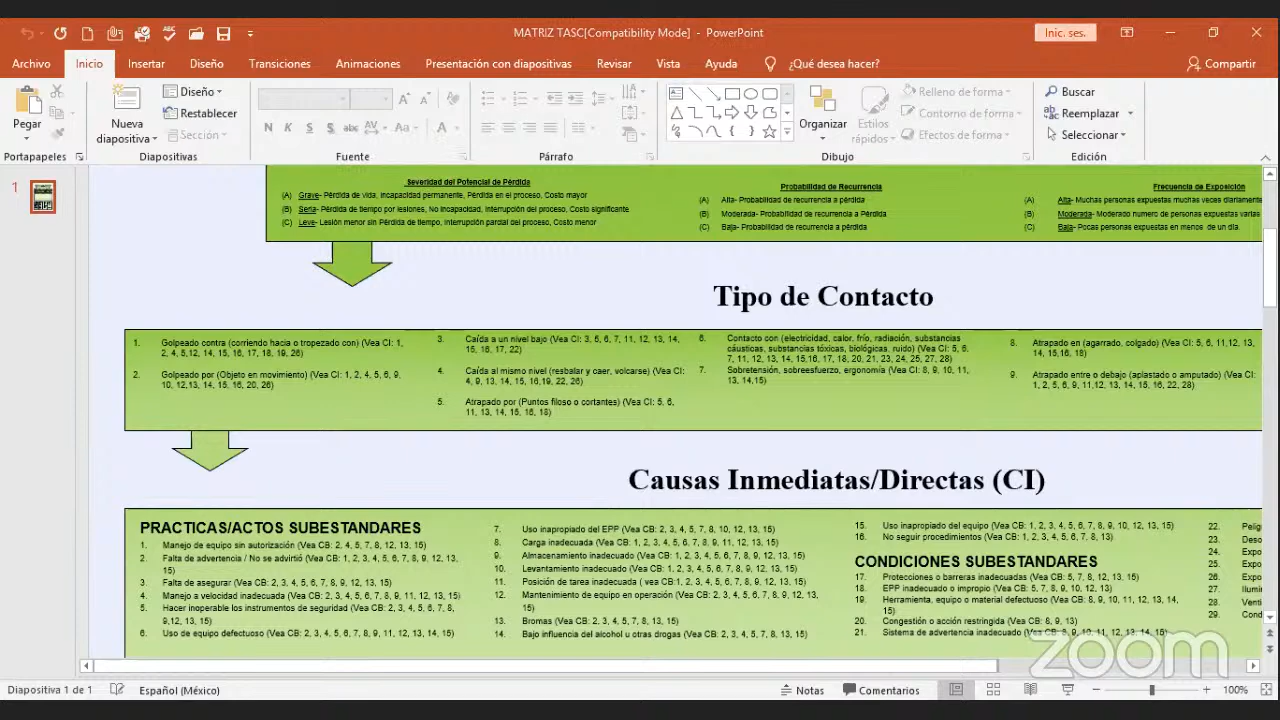 MATRIZ TASC[Compatibility Mode] - PowerPoint
Inic. ses.
Archivo Inicio Insertar Diseño Transiciones Animaciones Presentación con diapositivas Revisar Vista Ayuda ¿Qué desea hacer? Compartir
Pegar
Nueva diapositiva
Diseño
Restablecer
Sección
N K S S abc AV Aa A
Organizar
Estilos rápidos
Relleno de forma
Contorno de forma
Efectos de forma
Buscar
Reemplazar
Seleccionar
Portapapeles Diapositivas Fuente Párrafo Dibujo Edición
1
Severidad del Potencial de Pérdida
(A) Grave- Pérdida de vida, incapacidad permanente, Pérdida en el proceso, Costo mayor
(B) Seria- Pérdida de tiempo por lesiones, No incapacidad, Interrupción del proceso, Costo significante
(C) Leve- Lesión menor sin Pérdida de tiempo, interrupción parcial del proceso, Costo menor
Probabilidad de Recurrencia
(A) Alta- Probabilidad de recurrencia a pérdida
(B) Moderada- Probabilidad de recurrencia a Pérdida
(C) Baja- Probabilidad de recurrencia a pérdida
Frecuencia de Exposición
(A) Alta- Muchas personas expuestas muchas veces diariamente
(B) Moderada- Moderado numero de personas expuestas varias
(C) Baja- Pocas personas expuestas en menos de un día.
Tipo de Contacto
1. Golpeado contra (corriendo hacia o tropezado con) (Vea CI: 1,
2, 4, 5,12, 14, 15, 16, 17, 18, 19, 26)
2. Golpeado por (Objeto en movimiento) (Vea CI: 1, 2, 4, 5, 6, 9,
10, 12,13, 14, 15, 16, 20, 26)
3. Caída a un nivel bajo (Vea CI: 3, 5, 6, 7, 11, 12, 13, 14,
15, 16, 17, 22)
4. Caída al mismo nivel (resbalar y caer, volcarse) (Vea CI:
4, 9, 13, 14, 15, 16,19, 22, 26)
5. Atrapado por (Puntos filoso o cortantes) (Vea CI: 5, 6,
11, 13, 14, 15, 16, 18)
6. Contacto con (electricidad, calor, frío, radiación, substancias
cáusticas, substancias tóxicas, biológicas, ruido) (Vea CI: 5, 6,
7, 11, 12, 13, 14, 15,16, 17, 18, 20, 21, 23, 24, 25, 27, 28)
7. Sobretensión, sobreesfuerzo, ergonomía (Vea CI: 8, 9, 10, 11,
13, 14,15)
8. Atrapado en (agarrado, colgado) (Vea CI: 5, 6, 11,12, 13,
14, 15,16, 18)
9. Atrapado entre o debajo (aplastado o amputado) (Vea CI:
1, 2, 5, 6, 9, 11,12, 13, 14, 15, 16, 22, 28)
Causas Inmediatas/Directas (CI)
PRACTICAS/ACTOS SUBESTANDARES
1. Manejo de equipo sin autorización (Vea CB: 2, 4, 5, 7, 8, 12, 13, 15)
2. Falta de advertencia / No se advirtió (Vea CB: 1, 2, 3, 4, 5, 6, 7, 8, 9, 12, 13,
15)
3. Falta de asegurar (Vea CB: 2, 3, 4, 5, 6, 7, 8, 9, 12, 13, 15)
4. Manejo a velocidad inadecuada (Vea CB: 2, 3, 4, 5, 6, 7, 8, 9, 11, 12, 13, 15)
5. Hacer inoperable los instrumentos de seguridad (Vea CB: 2, 3, 4, 5, 6, 7, 8,
9,12, 13, 15)
6. Uso de equipo defectuoso (Vea CB: 2, 3, 4, 5, 6, 7, 8, 9, 11, 12, 13, 14, 15)
7. Uso inapropiado del EPP (Vea CB: 2, 3, 4, 5, 7, 8, 10, 12, 13, 15)
8. Carga inadecuada (Vea CB: 1, 2, 3, 4, 5, 6, 7, 8, 9, 11, 12, 13, 15)
9. Almacenamiento inadecuado (Vea CB: 1, 2, 3, 4, 5, 6, 7, 8, 9, 12, 13, 15)
10. Levantamiento inadecuado (Vea CB: 1, 2, 3, 4, 5, 6, 7, 8, 9, 12, 13, 15)
11. Posición de tarea inadecuada ( vea CB:1, 2, 3, 4, 5, 6, 7, 8, 9, 12, 13, 15)
12. Mantenimiento de equipo en operación (Vea CB: 2, 3, 4, 5, 6, 7, 8, 9, 12, 13,
15)
13. Bromas (Vea CB: 2, 3, 4, 5, 7, 8, 13, 15)
14. Bajo influencia del alcohol u otras drogas (Vea CB: 2, 3, 4, 5, 7, 8, 13, 15)
15. Uso inapropiado del equipo (Vea CB: 1, 2, 3, 4, 5, 6, 7, 8, 9, 10, 12, 13, 15)
16. No seguir procedimientos (Vea CB: 1, 2, 3, 4, 5, 6, 7, 8, 13)
CONDICIONES SUBESTANDARES
17. Protecciones o barreras inadecuadas (Vea CB: 5, 7, 8, 12, 13, 15)
18. EPP inadecuado o impropio (Vea CB: 5, 7, 8, 9, 10, 12, 13)
19. Herramienta, equipo o material defectuoso (Vea CB: 8, 9, 10, 11, 12, 13, 14,
15)
20. Congestión o acción restringida (Vea CB: 8, 9, 13)
21. Sistema de advertencia inadecuado (Vea CB: 8, 9, 10, 11, 12, 13, 14, 15)
22. Pelig
23. Deso
24. Expo
25. Expo
26. Expo
27. Ilumin
28. Venti
29. Cond
zoom
Diapositiva 1 de 1 Español (México) Notas Comentarios 100%